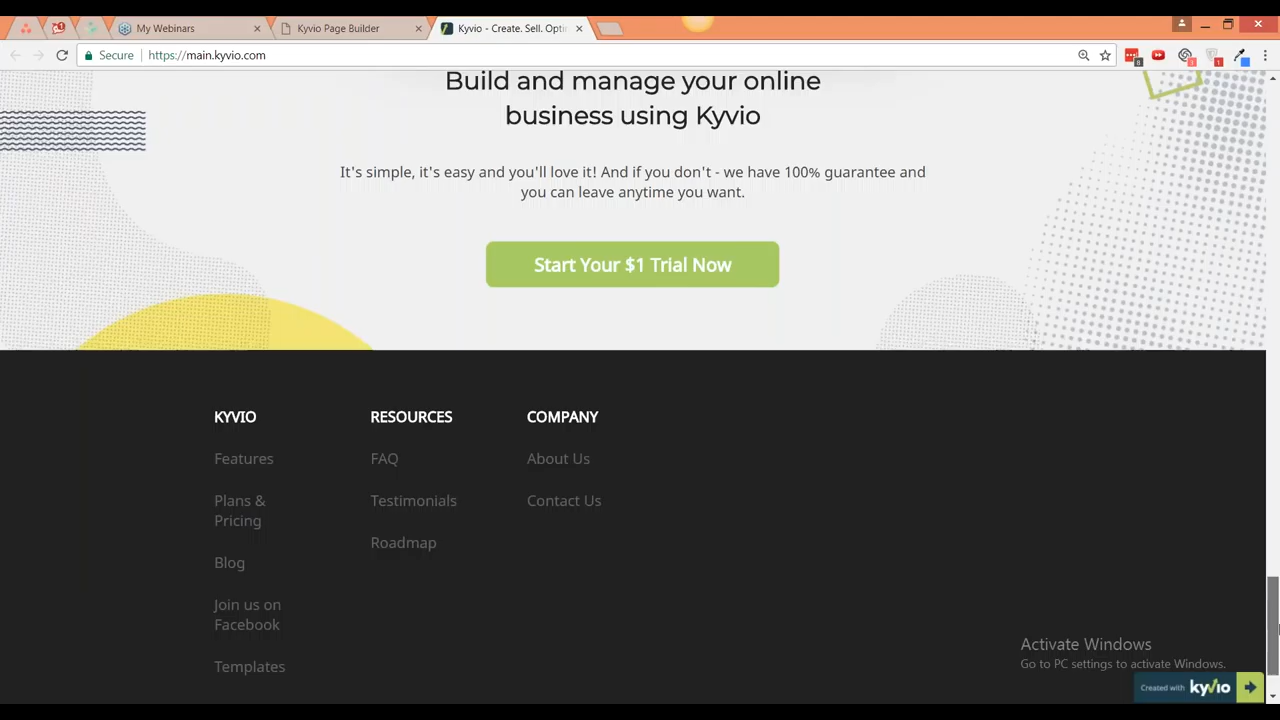 My Webinars
Kyvio Page Builder
Kyvio - Create. Sell. Opti
Secure
https://main.kyvio.com
Build and manage your online
business using Kyvio
It's simple, it's easy and you'll love it! And if you don't - we have 100% guarantee and
you can leave anytime you want.
Start Your $1 Trial Now
KYVIO
Features
Plans &
Pricing
Blog
Join us on
Facebook
Templates
RESOURCES
FAQ
Testimonials
Roadmap
COMPANY
About Us
Contact Us
Activate Windows
Go to PC settings to activate Windows.
Created with kyvio